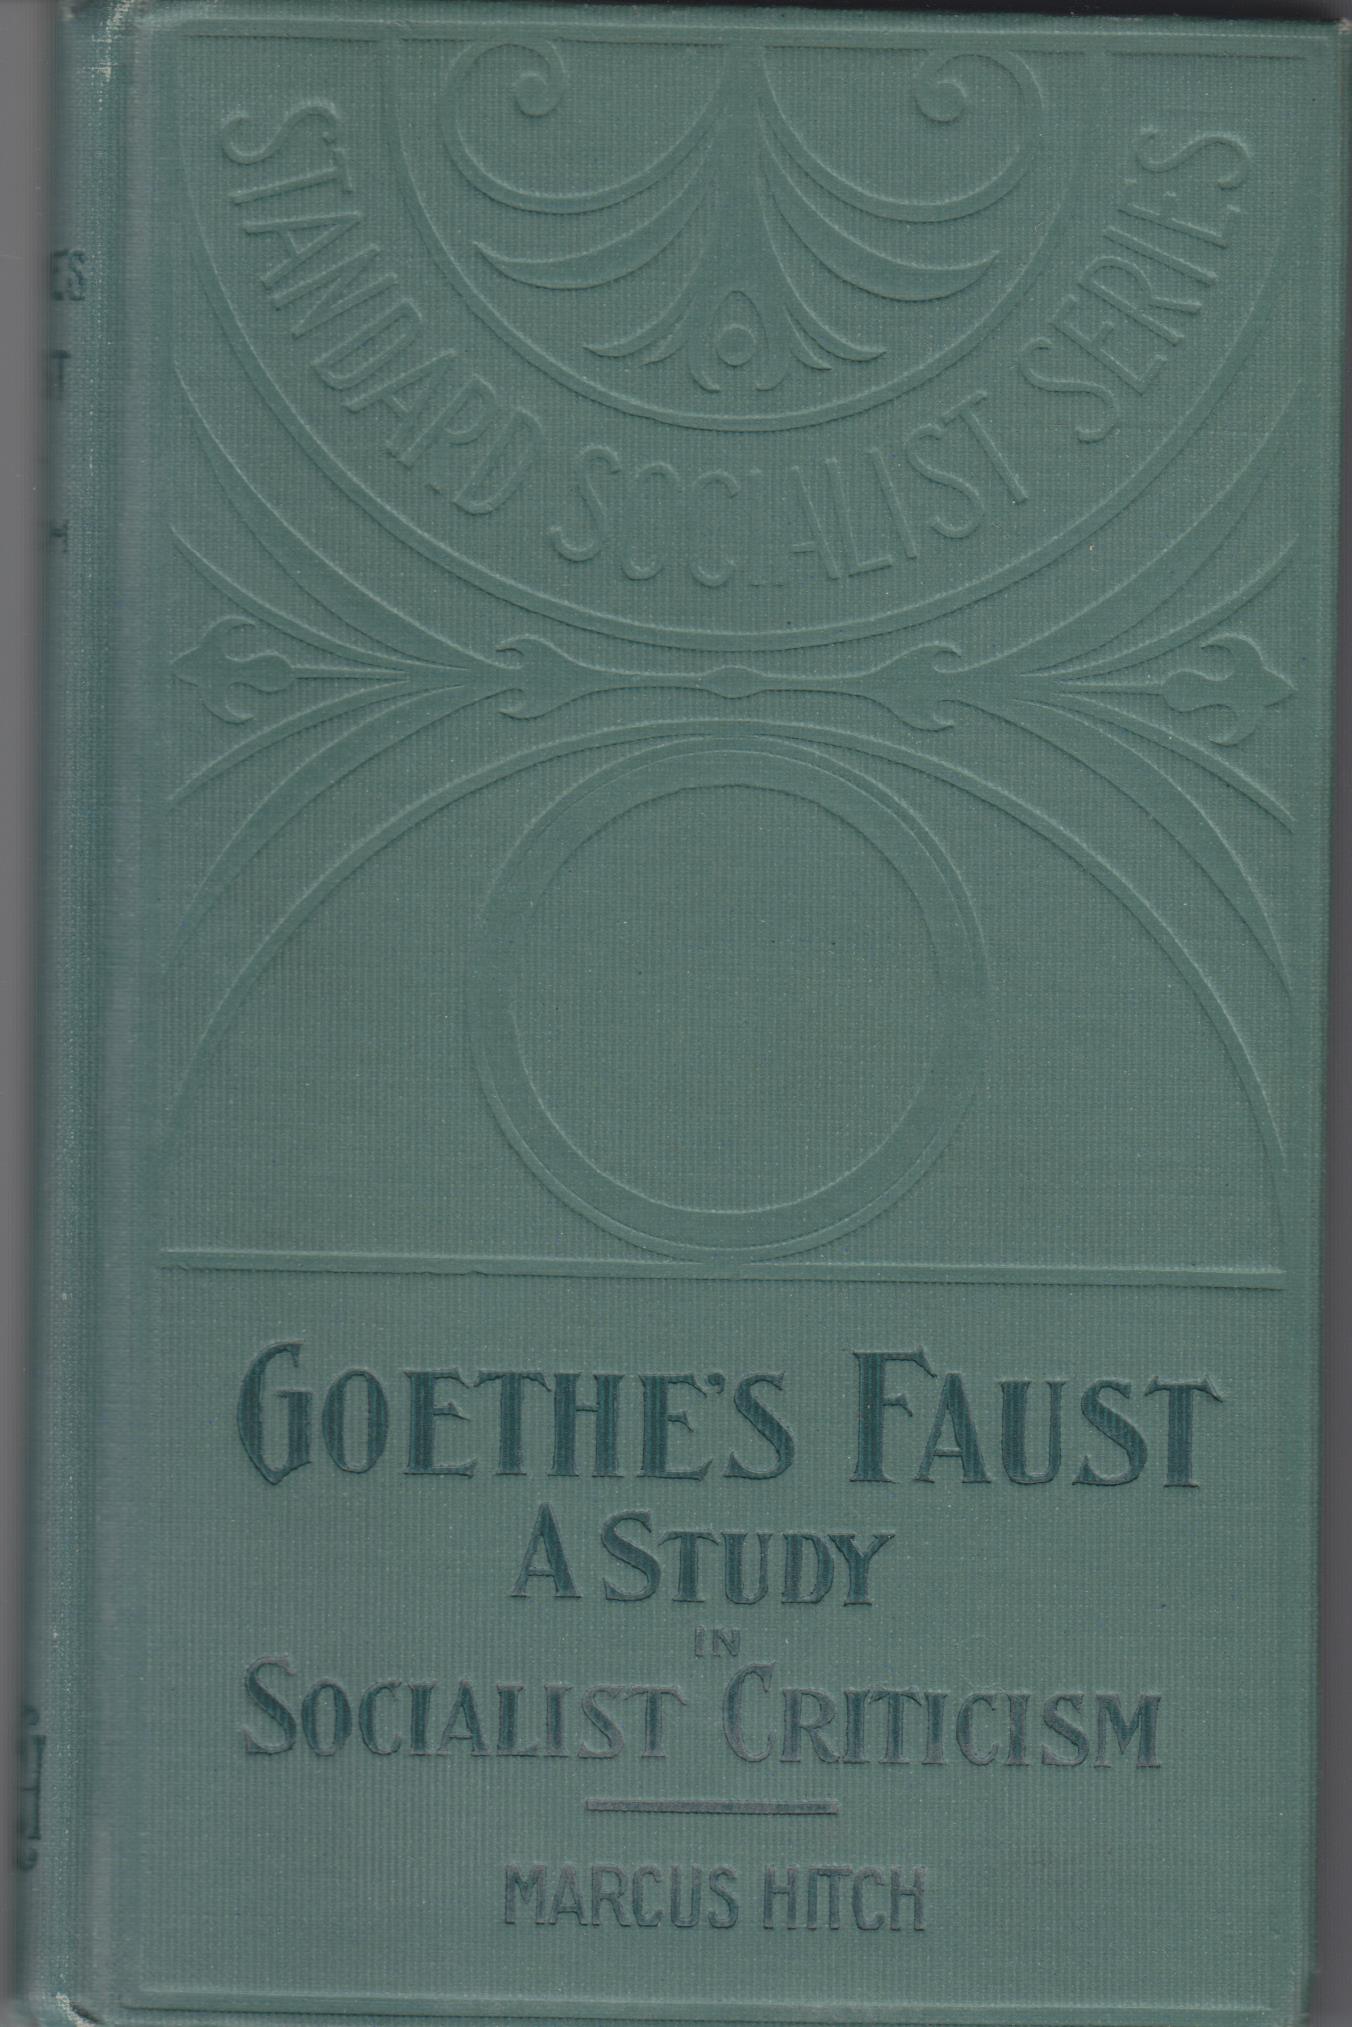 STANDARD SOCIALIST SERIES
GOETHE'S FAUST
A STUDY
IN
SOCIALIST CRITICISM
MARCUS HITCH